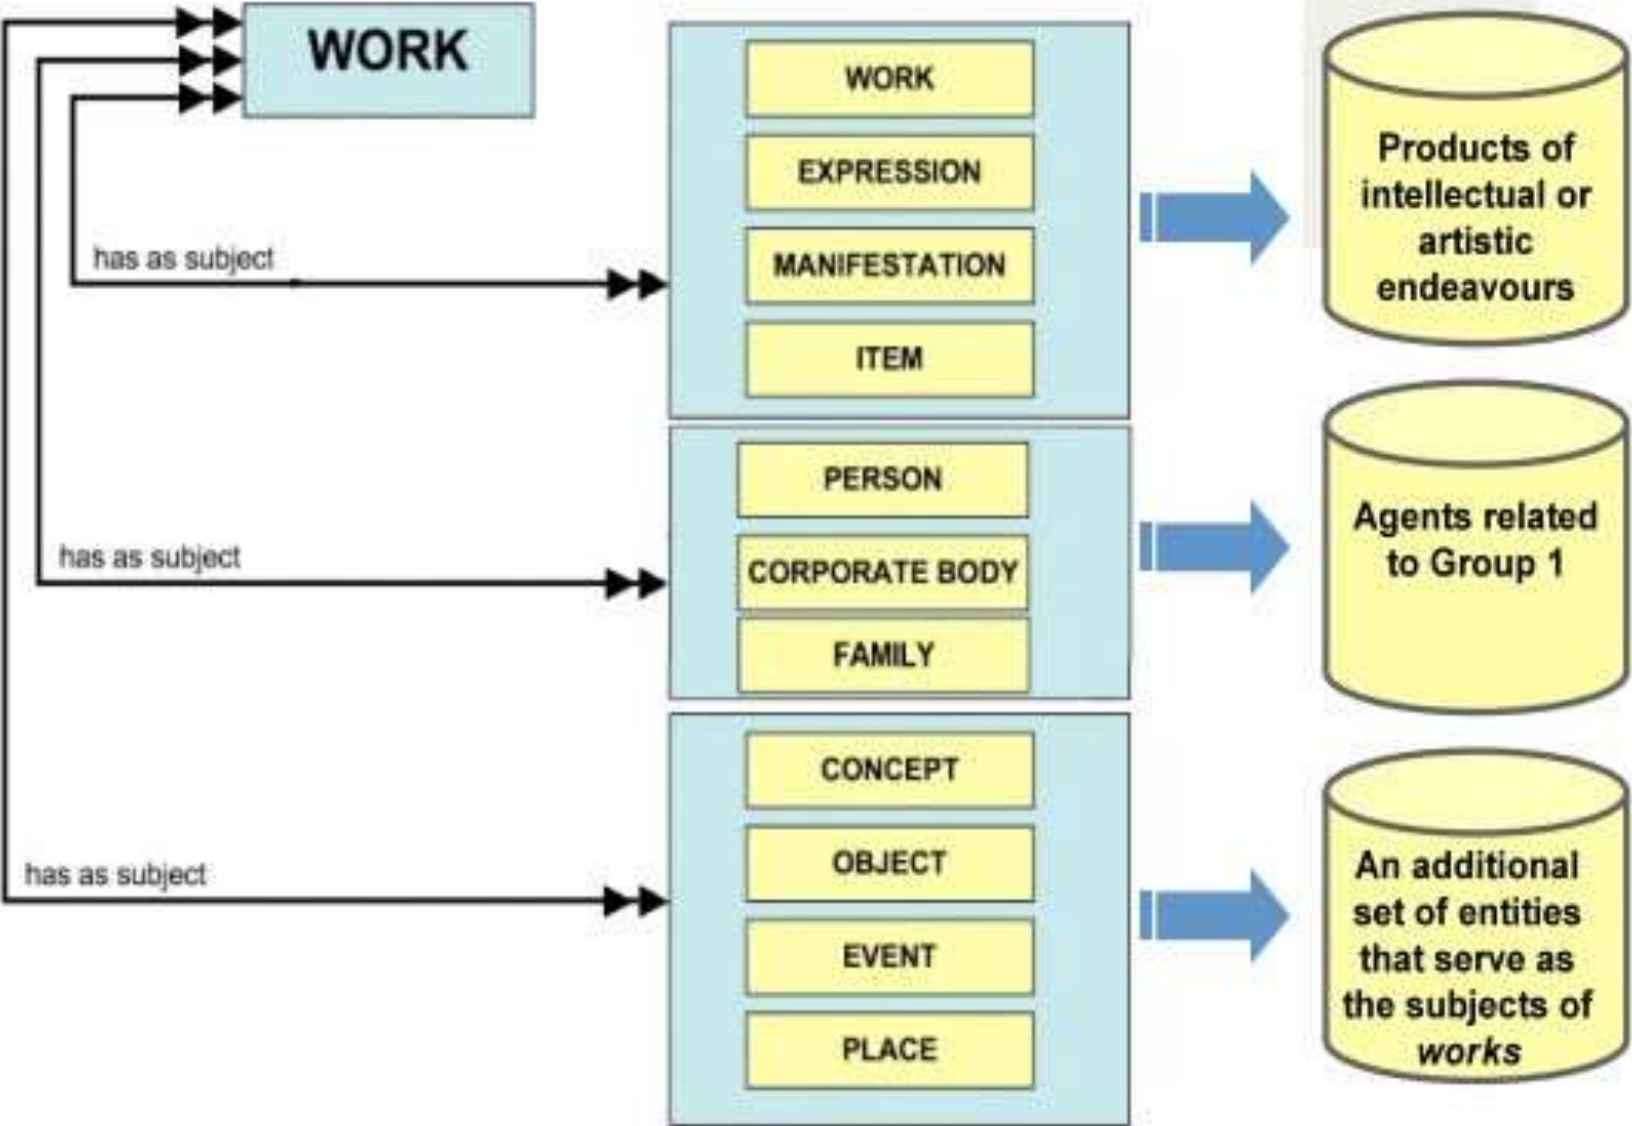 WORK
has as subject
has as subject
has as subject
WORK
EXPRESSION
MANIFESTATION
ITEM
PERSON
CORPORATE BODY
FAMILY
CONCEPT
OBJECT
EVENT
PLACE
Products of
intellectual or
artistic
endeavours
Agents related
to Group 1
An additional
set of entities
that serve as
the subjects of
works